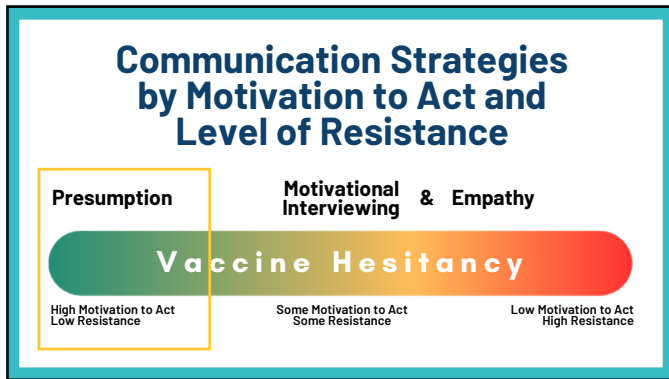 Communication Strategies
by Motivation to Act and
Level of Resistance
Presumption
Motivational
Interviewing & Empathy
Vaccine Hesitancy
High Motivation to Act
Low Resistance
Some Motivation to Act
Some Resistance
Low Motivation to Act
High Resistance